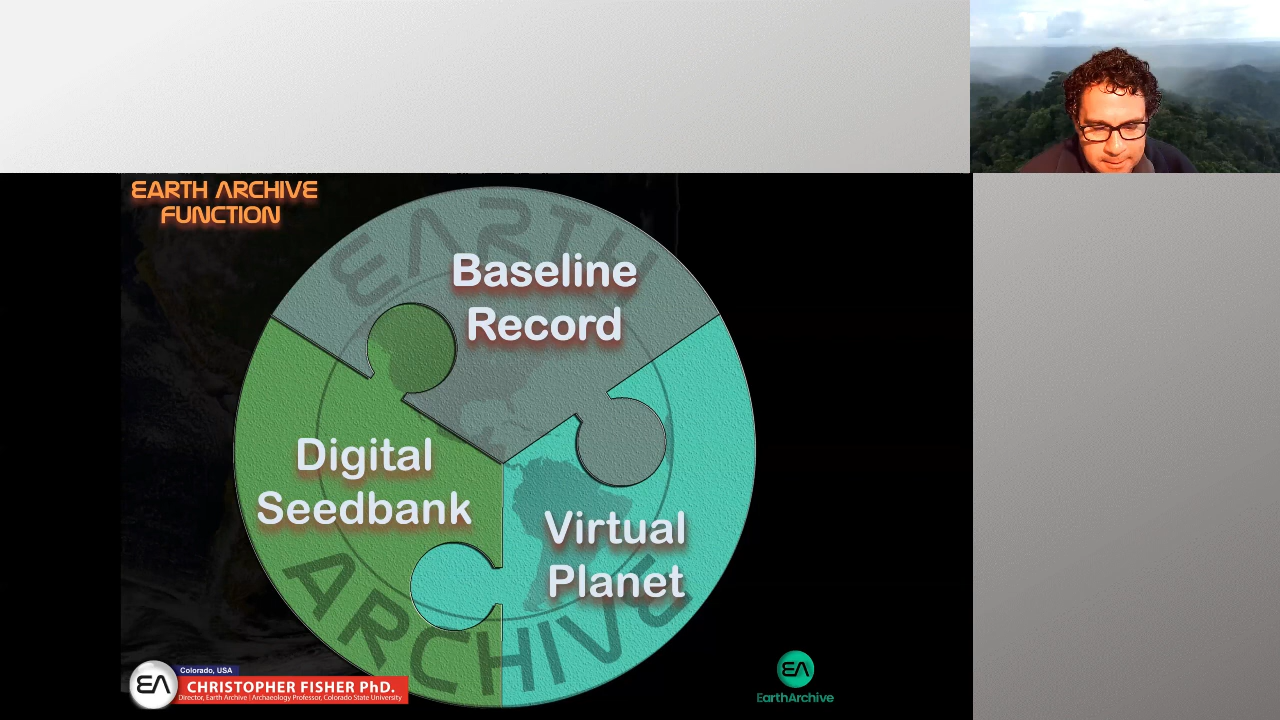 EARTH ARCHIVE
FUNCTION
EARTH
Baseline
Record
Digital
Seedbank
Virtual
Planet
ARCHIVE
Colorado, USA
EA
CHRISTOPHER FISHER PhD.
Director, Earth Archive | Archaeology Professor, Colorado State University
EA
EarthArchive